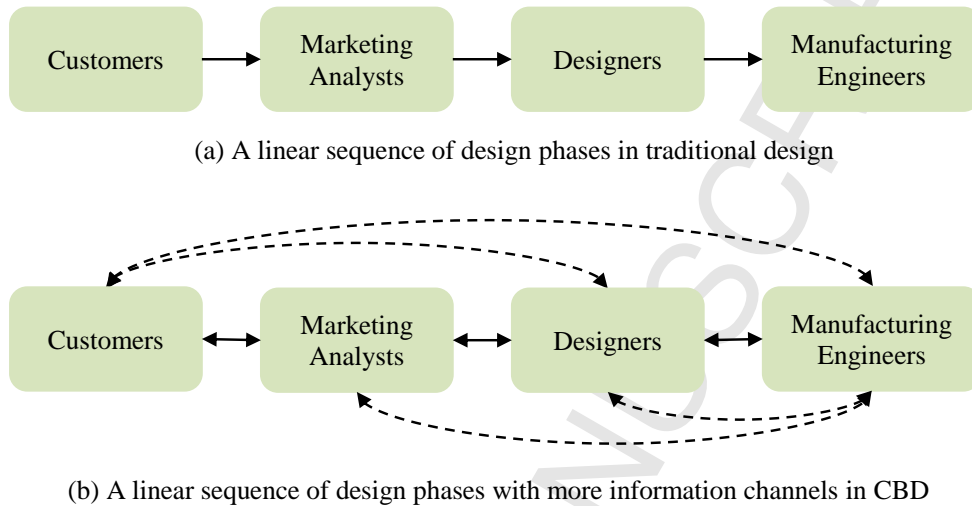 Customers
Marketing
Analysts
Designers
Manufacturing
Engineers
(a) A linear sequence of design phases in traditional design
Customers
Marketing
Analysts
Designers
Manufacturing
Engineers
(b) A linear sequence of design phases with more information channels in CBD